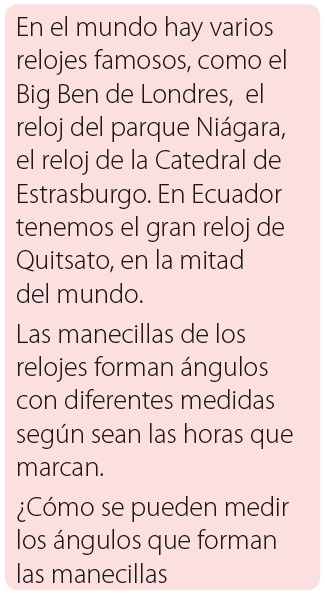 En el mundo hay varios
relojes famosos, como el
Big Ben de Londres,  el
reloj del parque Niágara,
el reloj de la Catedral de
Estrasburgo. En Ecuador
tenemos el gran reloj de
Quitsato, en la mitad
del mundo.
Las manecillas de los
relojes forman ángulos
con diferentes medidas
según sean las horas que
marcan.
¿Cómo se pueden medir
los ángulos que forman
las manecillas